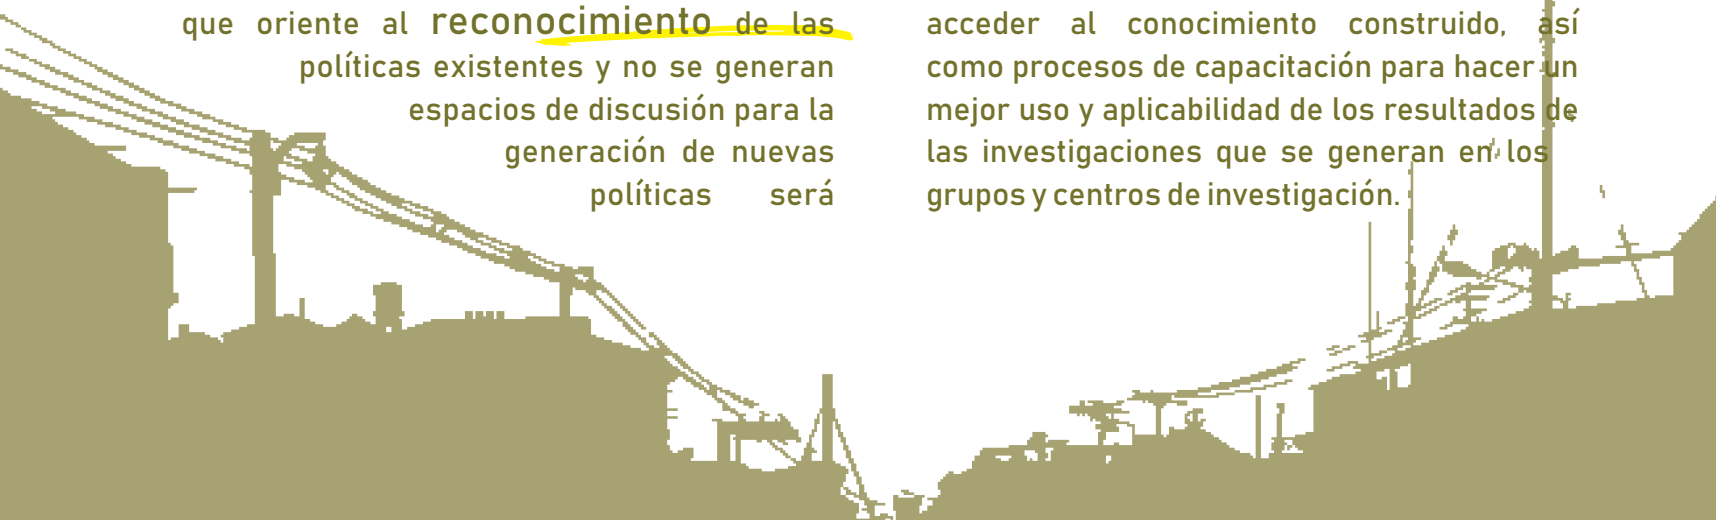 que oriente al reconocimiento de las
políticas existentes y no se generan
espacios de discusión para la
generación de nuevas
políticas será
acceder al conocimiento construido, así
como procesos de capacitación para hacer un
mejor uso y aplicabilidad de los resultados de
las investigaciones que se generan en los
grupos y centros de investigación.